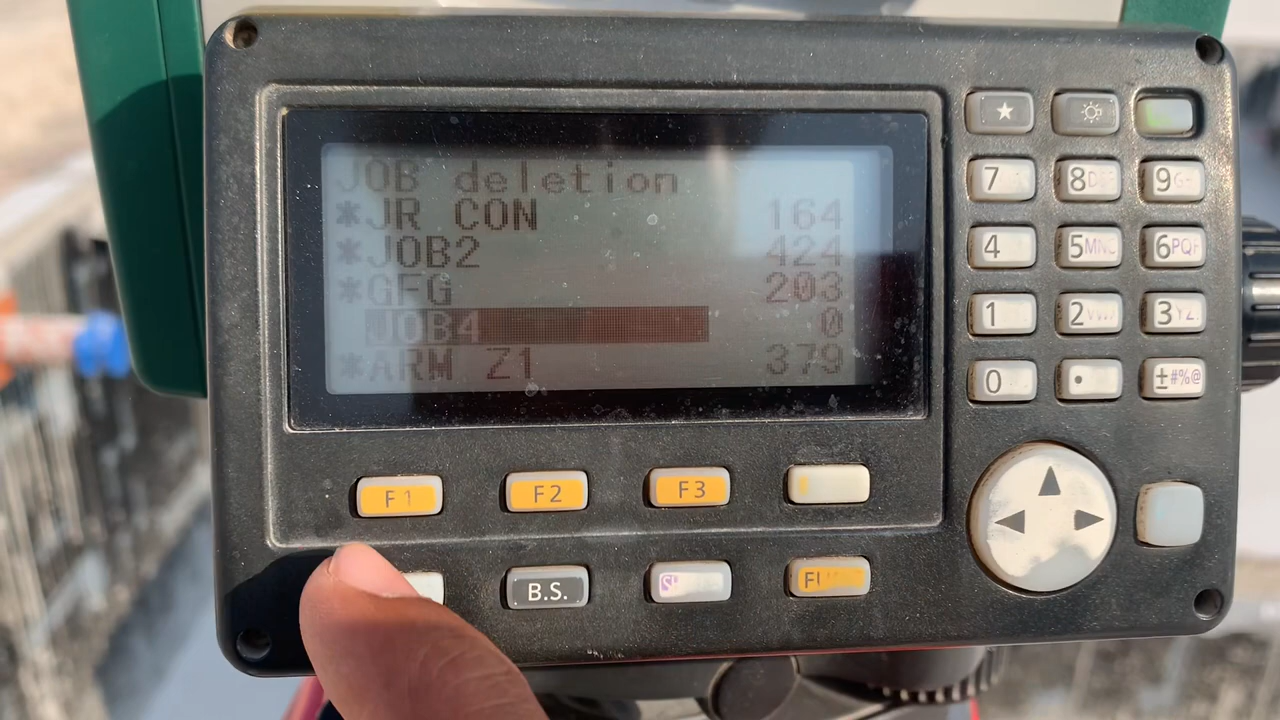 JOB deletion
*JR CON 164
*JOB2 424
*GFG 203
JOB4 0
*ARM Z1 379
★
7 8 9
4 5MNO 6PQR
1 2 3YZ
0 . ±#%@
F1 F2 F3
B.S.